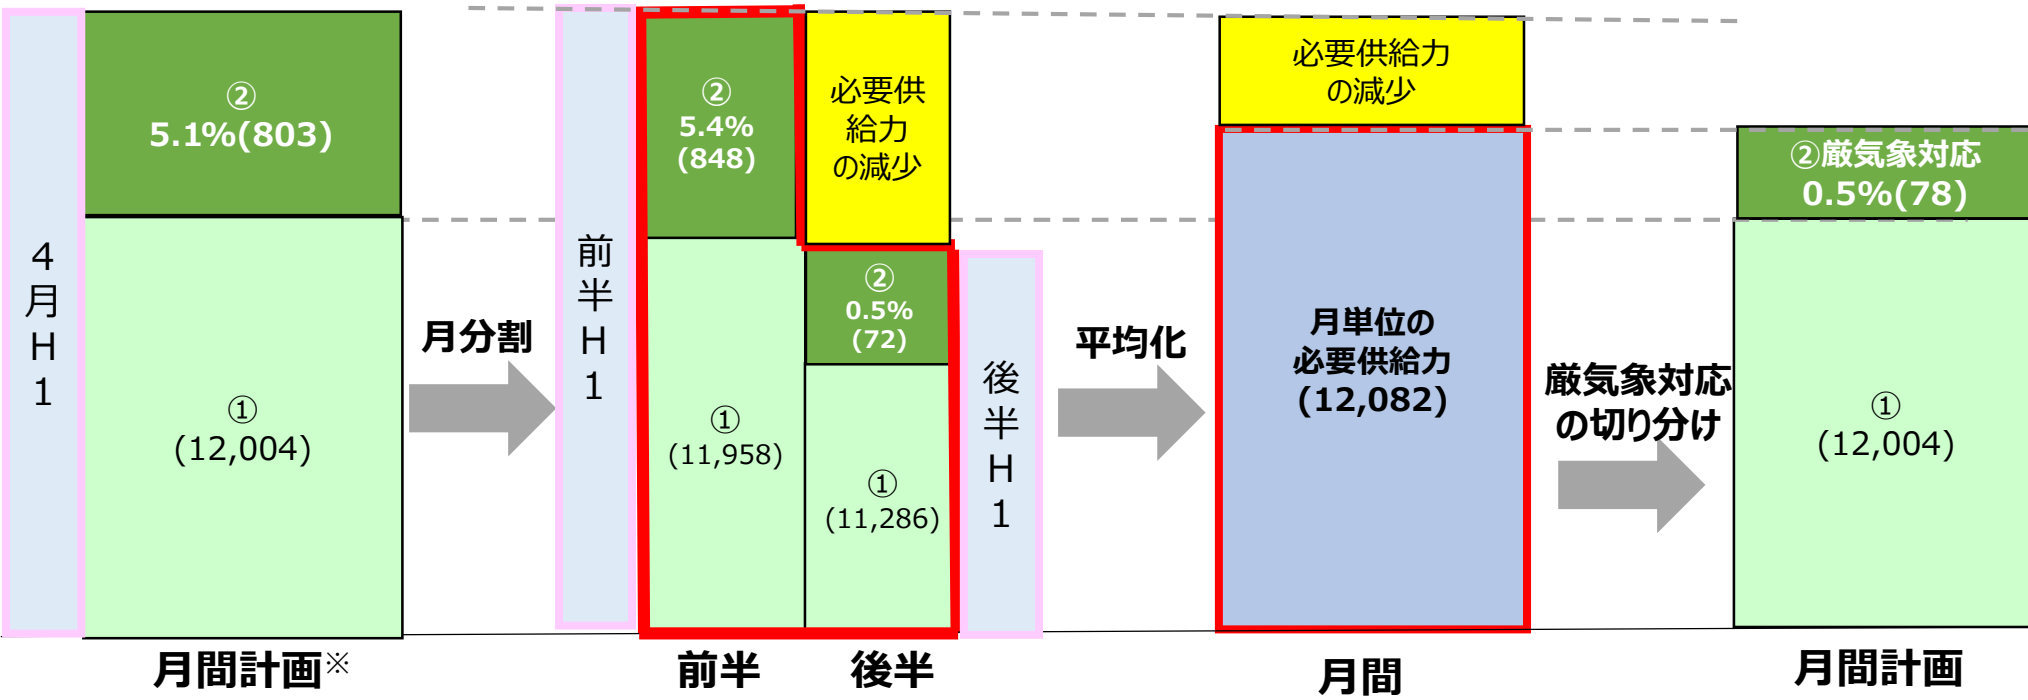 4
月
H
1
②
5.1%(803)
①
(12,004)
月間計画※
月分割
前
半
H
1
②
5.4%
(848)
①
(11,958)
前半
必要供
給力
の減少
②
0.5%
(72)
①
(11,286)
後半
後
半
H
1
平均化
必要供給力
の減少
月単位の
必要供給力
(12,082)
月間
厳気象対応
の切り分け
②厳気象対応
0.5%(78)
①
(12,004)
月間計画